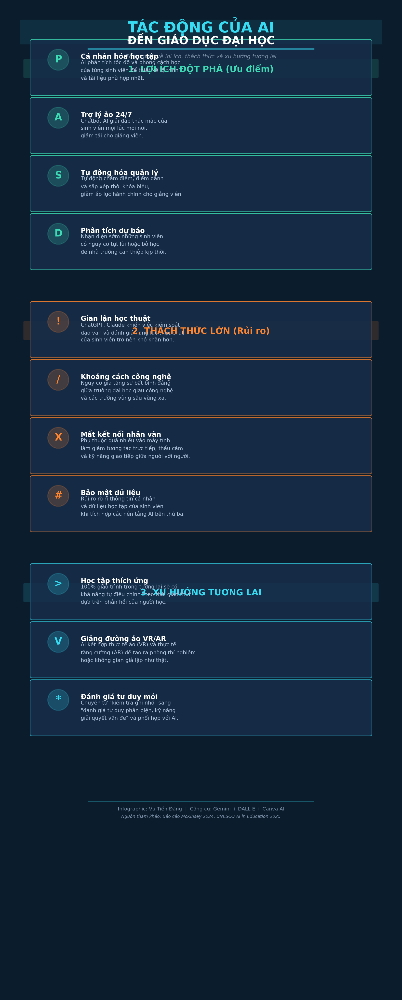 TÁC ĐỘNG CỦA AI
ĐẾN GIÁO DỤC ĐẠI HỌC
về lợi ích, thách thức và xu hướng tương lai
1. LỢI ÍCH ĐỘT PHÁ (Ưu điểm)
P
Cá nhân hóa học tập
AI phân tích tốc độ và phong cách học
của từng sinh viên để thiết kế lộ trình
và tài liệu phù hợp nhất.
A
Trợ lý ảo 24/7
Chatbot AI giải đáp thắc mắc của
sinh viên mọi lúc mọi nơi,
giảm tải cho giảng viên.
S
Tự động hóa quản lý
Tự động chấm điểm, điểm danh
và sắp xếp thời khóa biểu,
giảm áp lực hành chính cho giảng viên.
D
Phân tích dự báo
Nhận diện sớm những sinh viên
có nguy cơ tụt lùi hoặc bỏ học
để nhà trường can thiệp kịp thời.
2. THÁCH THỨC LỚN (Rủi ro)
!
Gian lận học thuật
ChatGPT, Claude khiến việc kiểm soát
đạo văn và đánh giá năng lực thực chất
của sinh viên trở nên khó khăn hơn.
/
Khoảng cách công nghệ
Nguy cơ gia tăng sự bất bình đẳng
giữa trường đại học giàu công nghệ
và các trường vùng sâu vùng xa.
X
Mất kết nối nhân văn
Phụ thuộc quá nhiều vào máy tính
làm giảm tương tác trực tiếp, thấu cảm
và kỹ năng giao tiếp giữa người với người.
#
Bảo mật dữ liệu
Rủi ro rò rỉ thông tin cá nhân
và dữ liệu học tập của sinh viên
khi tích hợp các nền tảng AI bên thứ ba.
3. XU HƯỚNG TƯƠNG LAI
>
Học tập thích ứng
100% giáo trình trong tương lai sẽ có
khả năng tự điều chỉnh theo thời gian thực
dựa trên phản hồi của người học.
V
Giảng đường ảo VR/AR
AI kết hợp thực tế ảo (VR) và thực tế
tăng cường (AR) để tạo ra phòng thí nghiệm
hoặc không gian giả lập như thật.
*
Đánh giá tư duy mới
Chuyển từ "kiểm tra ghi nhớ" sang
"đánh giá tư duy phản biện, kỹ năng
giải quyết vấn đề" và phối hợp với AI.
Infographic: Vũ Tiến Đăng | Công cụ: Gemini + DALL-E + Canva AI
Nguồn tham khảo: Báo cáo McKinsey 2024, UNESCO AI in Education 2025